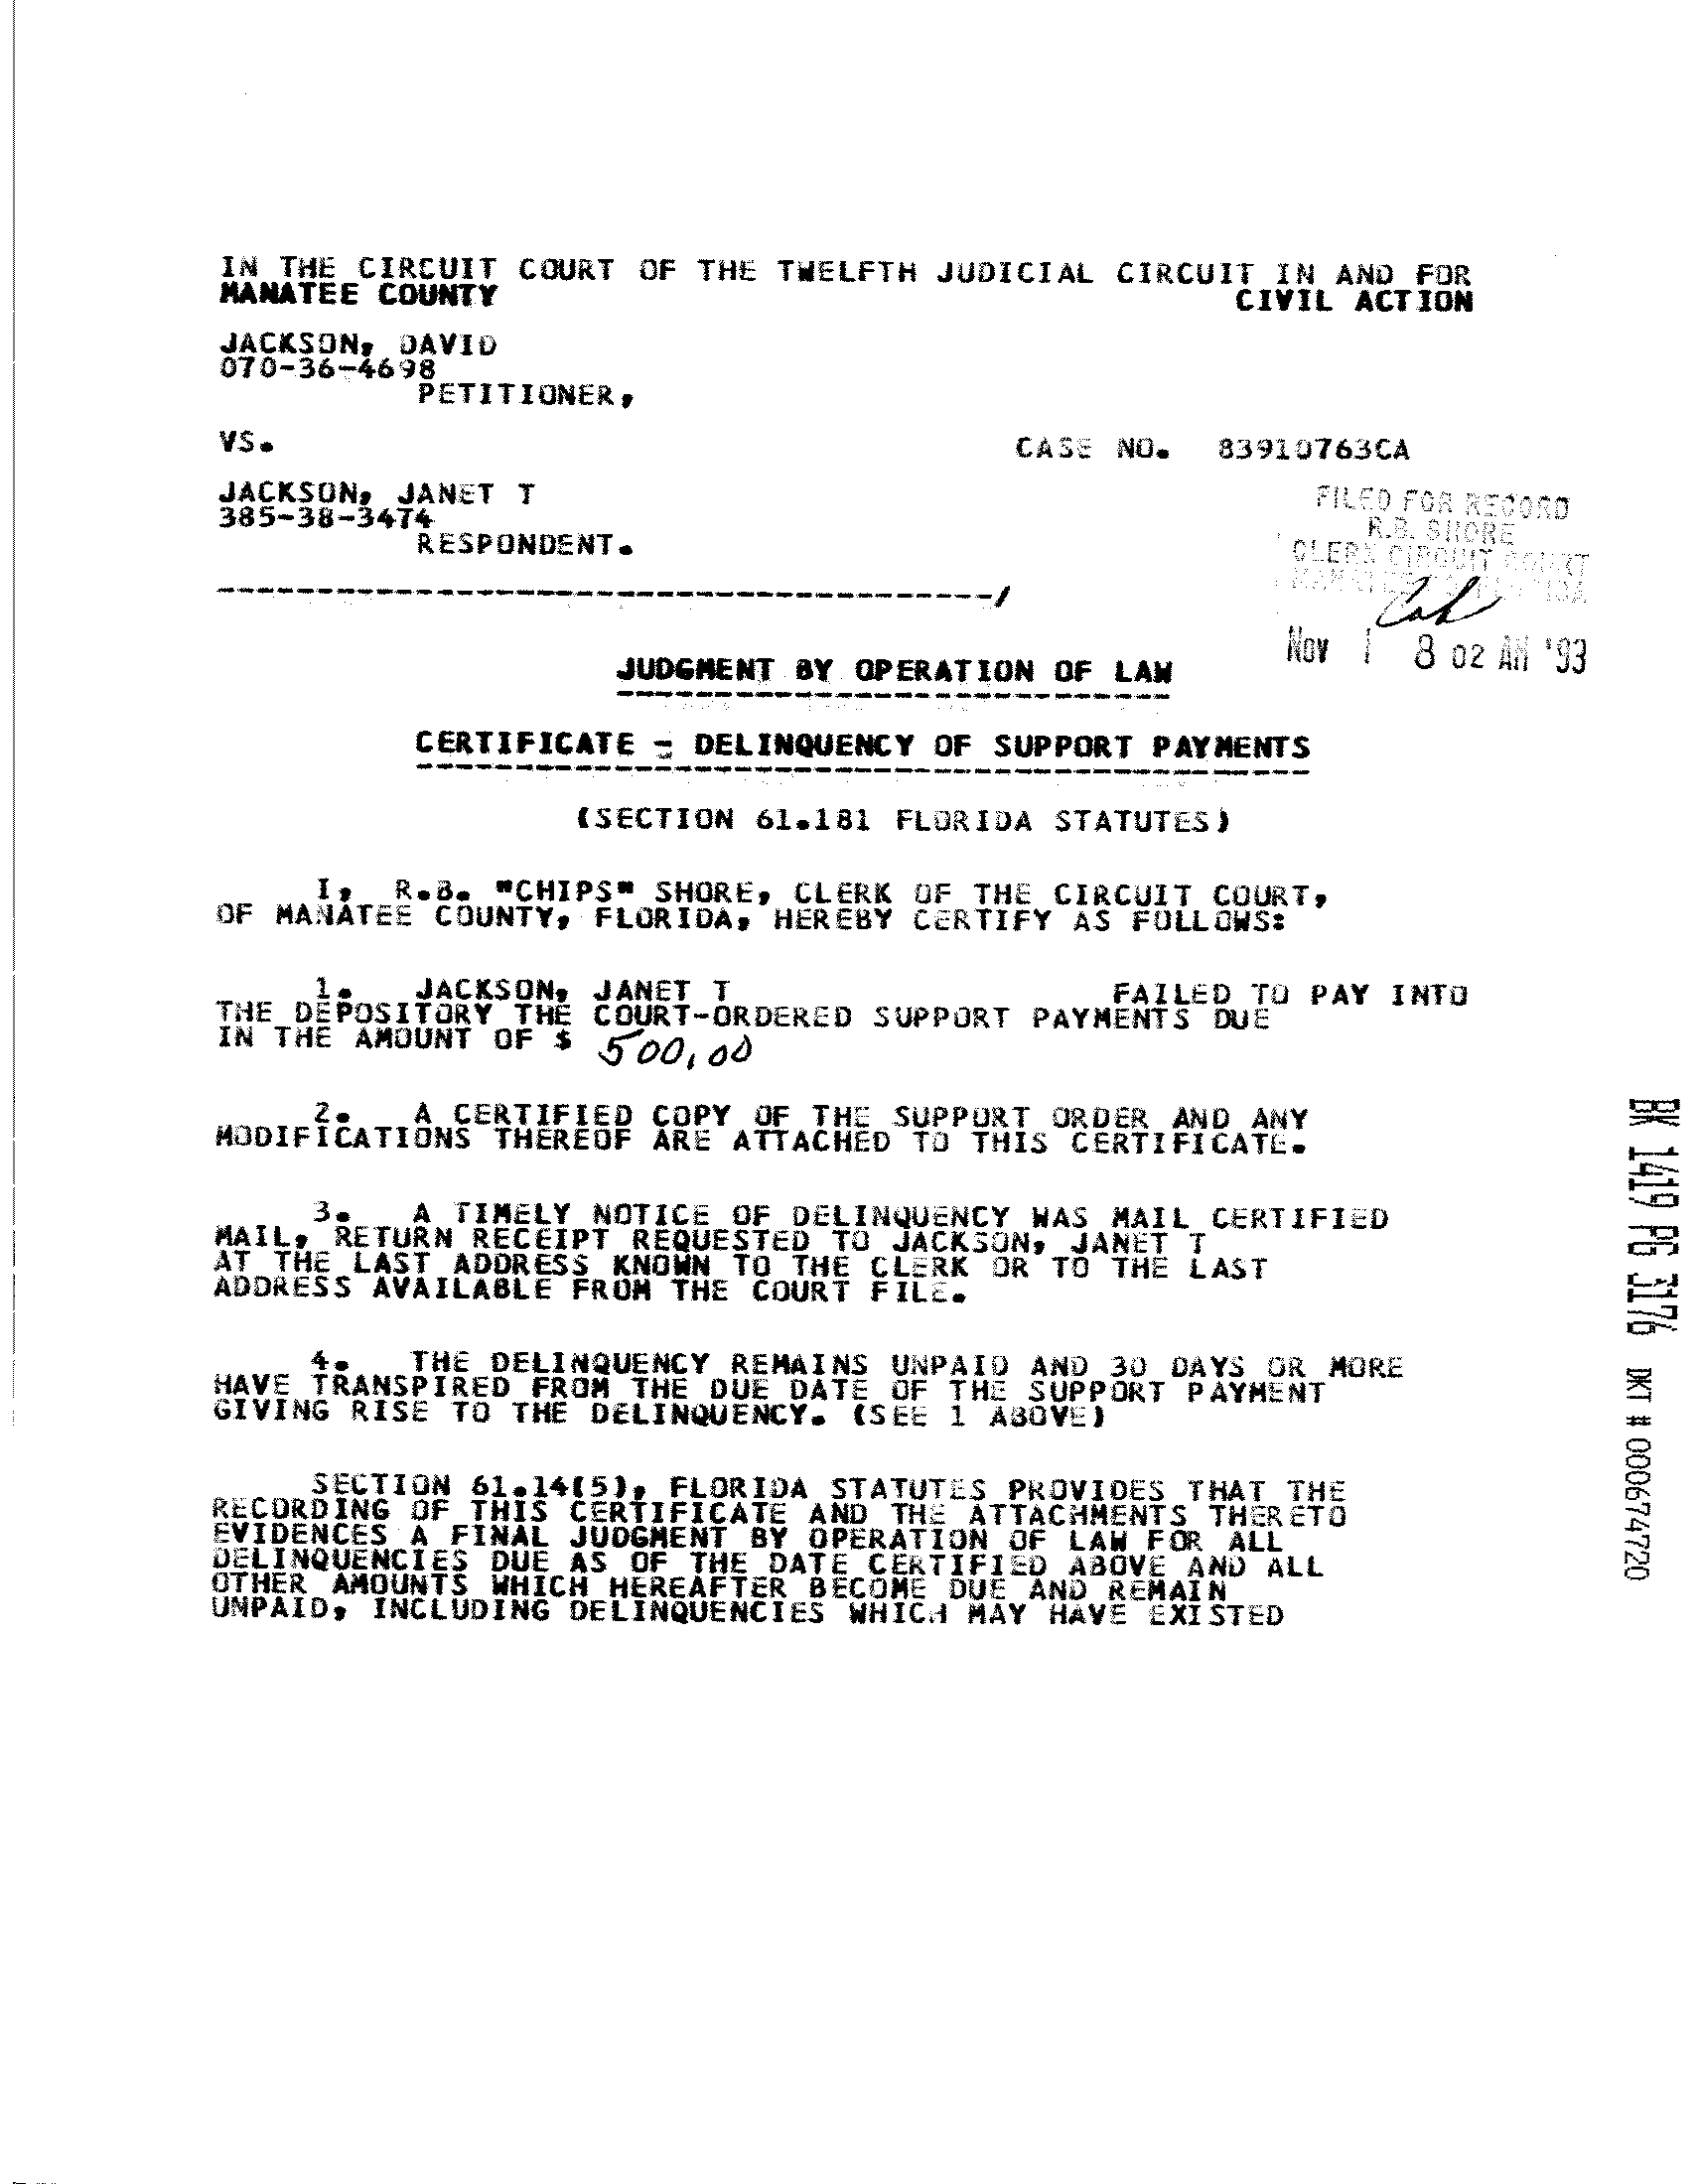 IN THE CIRCUIT COURT OF THE TWELFTH JUDICIAL CIRCUIT IN AND FOR
MANATEE COUNTY CIVIL ACTION
JACKSON, DAVID
070-36-4698
PETITIONER,
VS.
CASE NO. 83910763CA
JACKSON, JANET T
385-38-3474
RESPONDENT.
---------------------------------------/
FILED FOR RECORD
R.B. SHORE
CLERK CIRCUIT COURT
Nov 1 8 02 AM '93
JUDGMENT BY OPERATION OF LAW
CERTIFICATE - DELINQUENCY OF SUPPORT PAYMENTS
(SECTION 61.181 FLORIDA STATUTES)
I, R.B. "CHIPS" SHORE, CLERK OF THE CIRCUIT COURT,
OF MANATEE COUNTY, FLORIDA, HEREBY CERTIFY AS FOLLOWS:
1. JACKSON, JANET T FAILED TO PAY INTO
THE DEPOSITORY THE COURT-ORDERED SUPPORT PAYMENTS DUE
IN THE AMOUNT OF $ 500,00
2. A CERTIFIED COPY OF THE SUPPORT ORDER AND ANY
MODIFICATIONS THEREOF ARE ATTACHED TO THIS CERTIFICATE.
3. A TIMELY NOTICE OF DELINQUENCY WAS MAIL CERTIFIED
MAIL, RETURN RECEIPT REQUESTED TO JACKSON, JANET T
AT THE LAST ADDRESS KNOWN TO THE CLERK OR TO THE LAST
ADDRESS AVAILABLE FROM THE COURT FILE.
4. THE DELINQUENCY REMAINS UNPAID AND 30 DAYS OR MORE
HAVE TRANSPIRED FROM THE DUE DATE OF THE SUPPORT PAYMENT
GIVING RISE TO THE DELINQUENCY. (SEE 1 ABOVE)
SECTION 61.14(5), FLORIDA STATUTES PROVIDES THAT THE
RECORDING OF THIS CERTIFICATE AND THE ATTACHMENTS THERETO
EVIDENCES A FINAL JUDGMENT BY OPERATION OF LAW FOR ALL
DELINQUENCIES DUE AS OF THE DATE CERTIFIED ABOVE AND ALL
OTHER AMOUNTS WHICH HEREAFTER BECOME DUE AND REMAIN
UNPAID, INCLUDING DELINQUENCIES WHICH MAY HAVE EXISTED
BK 1419 PG 3176 DKT # 000674720